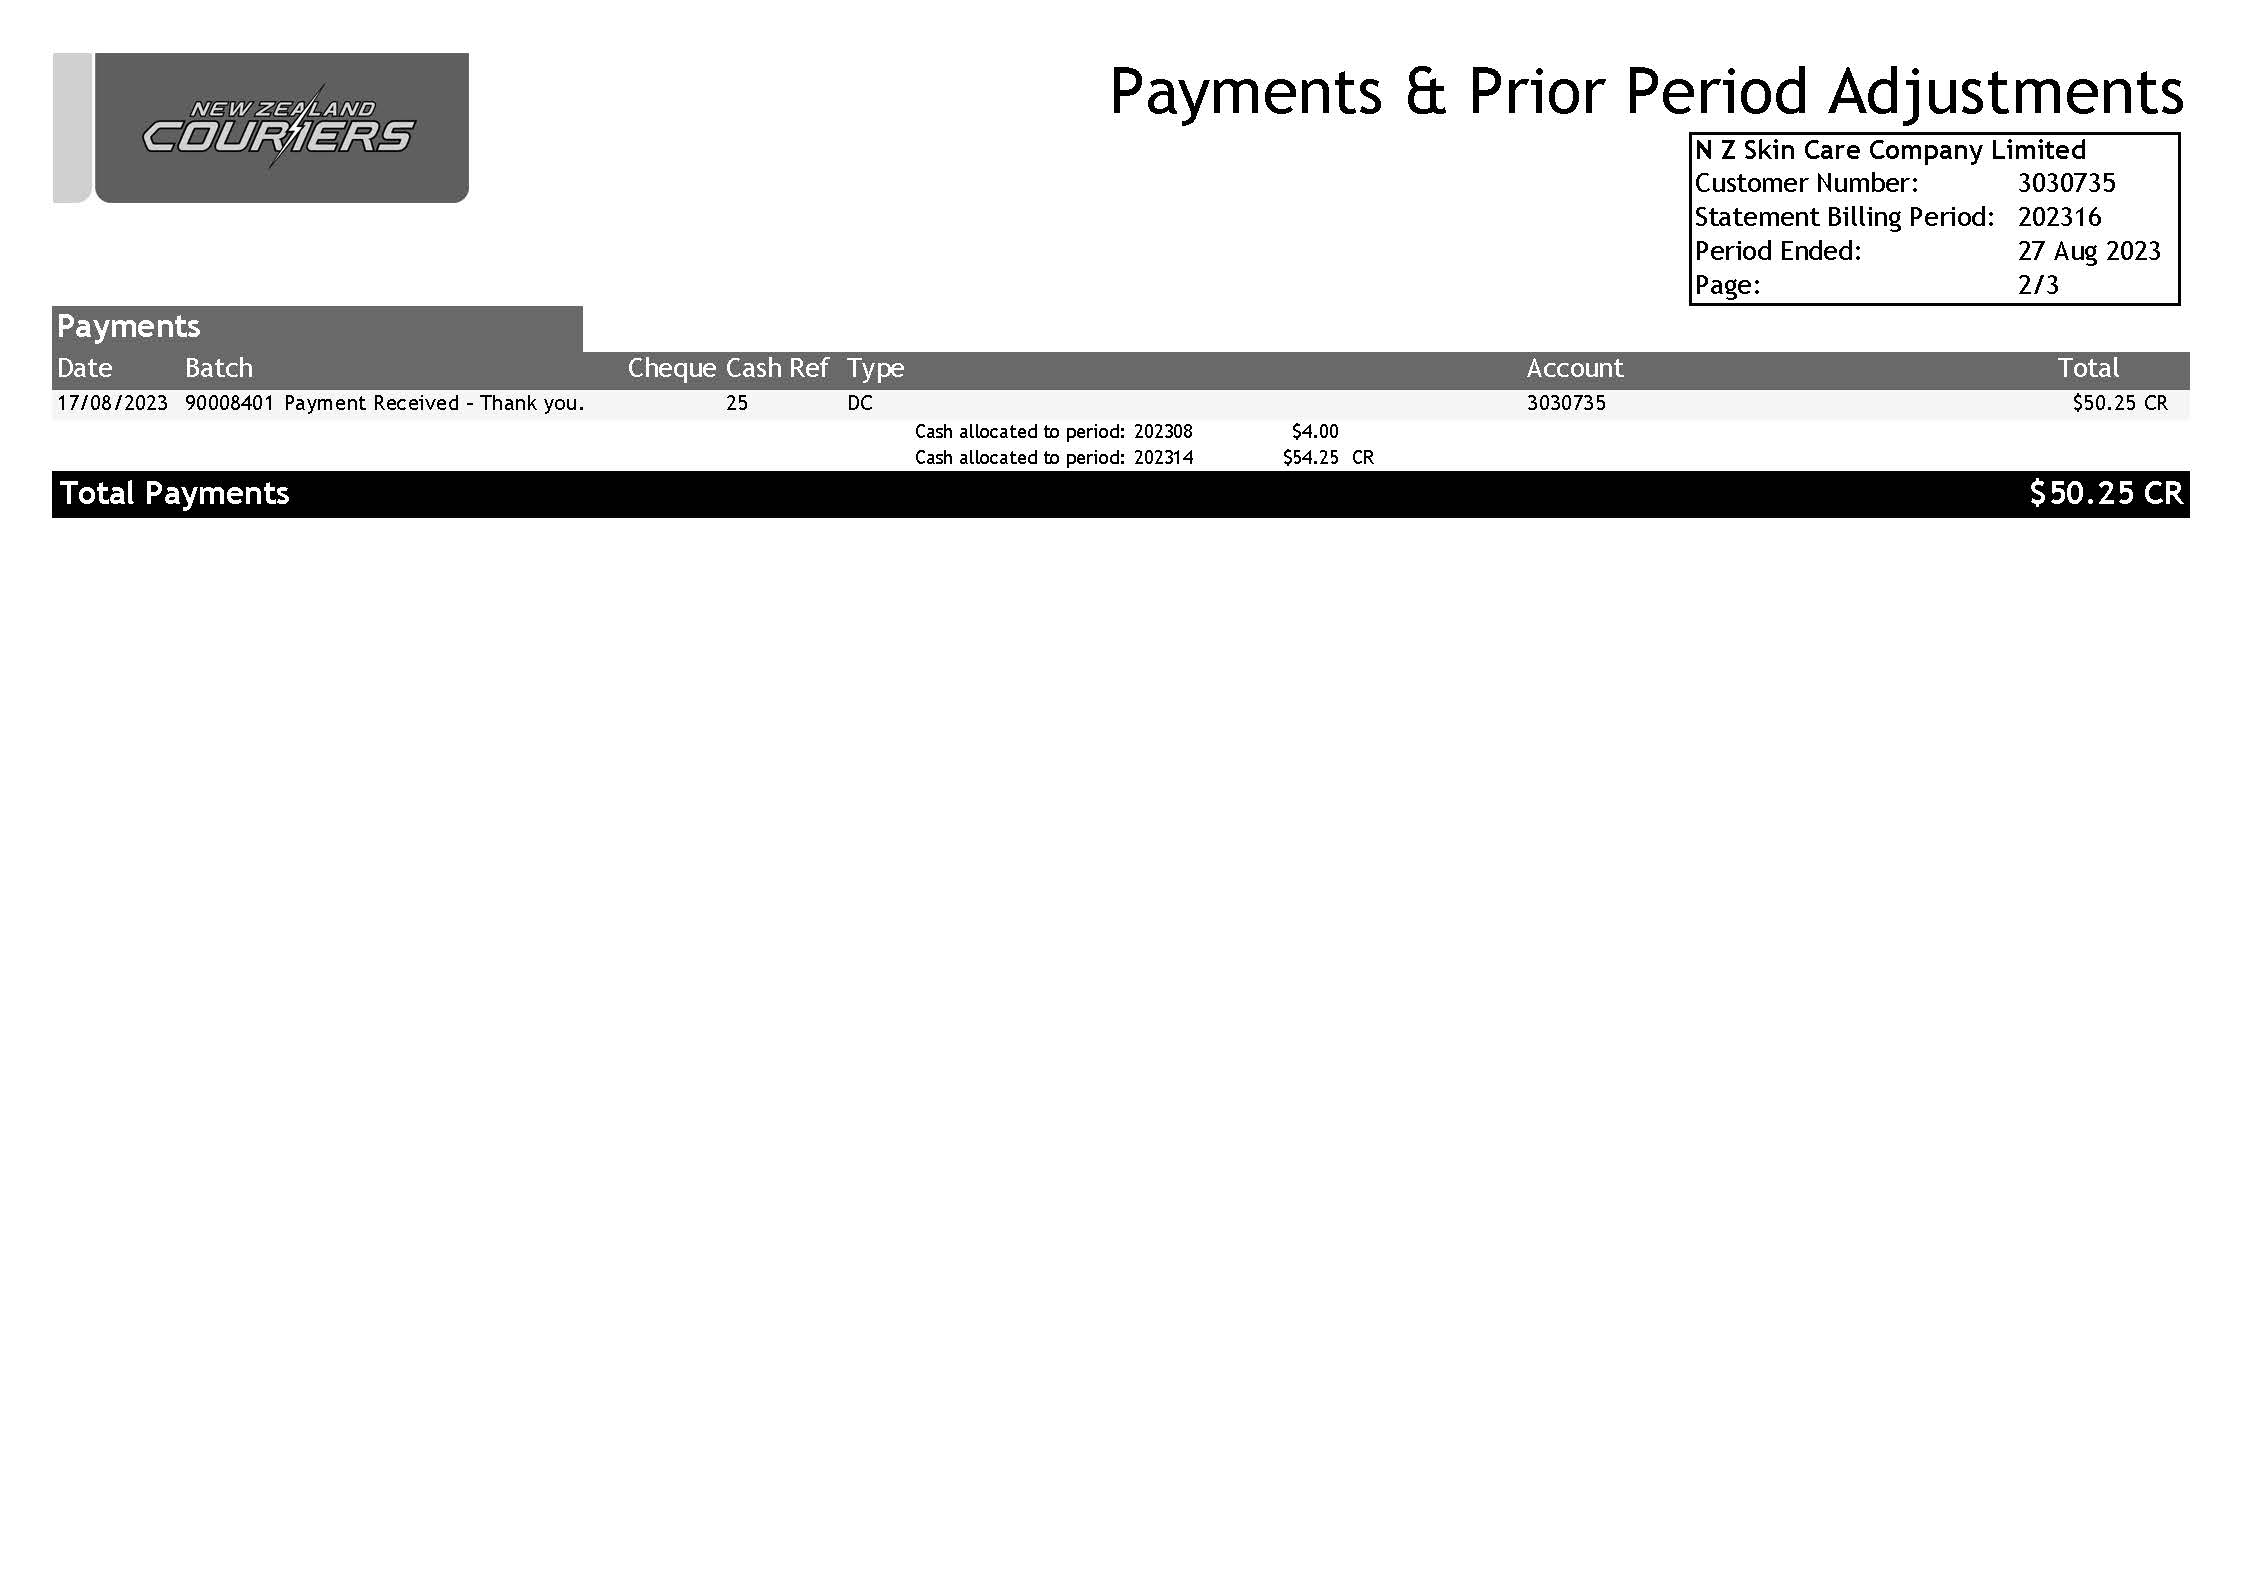 NEW ZEALAND
COURIERS
Payments & Prior Period Adjustments
N Z Skin Care Company Limited
Customer Number: 3030735
Statement Billing Period: 202316
Period Ended: 27 Aug 2023
Page: 2/3
Payments
Date Batch Cheque Cash Ref Type Account Total
17/08/2023 90008401 Payment Received - Thank you. 25 DC 3030735 $50.25 CR
Cash allocated to period: 202308 $4.00
Cash allocated to period: 202314 $54.25 CR
Total Payments $50.25 CR